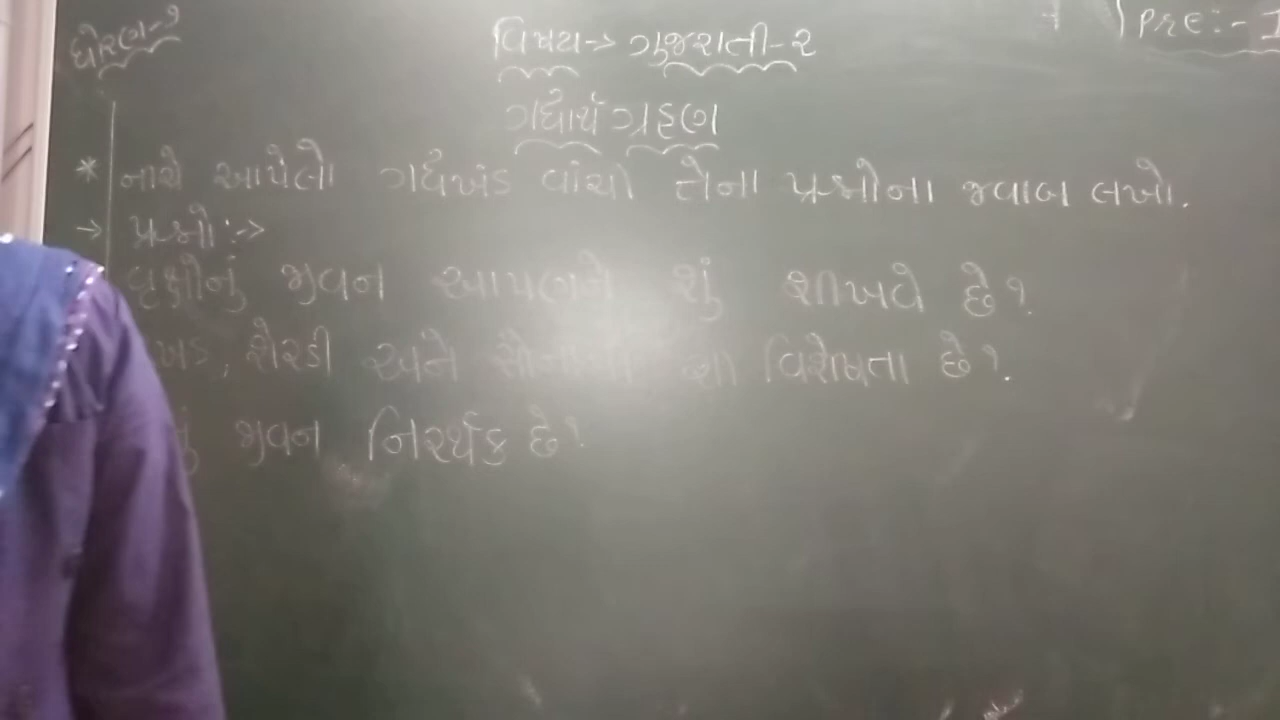 ધોરણ-૭
વિષય-> ગુજરાતી-૨
Pre:-
ગદ્યાર્થ ગ્રહણ
* નીચે આપેલો ગદ્યખંડ વાંચી તેના પ્રશ્નોના જવાબ લખો.
-> પ્રશ્નો:->
વૃક્ષોનું જીવન આપણને શું શીખવે છે?
શેરડી અને શી વિશેષતા છે?
જીવન નિરર્થક છે?